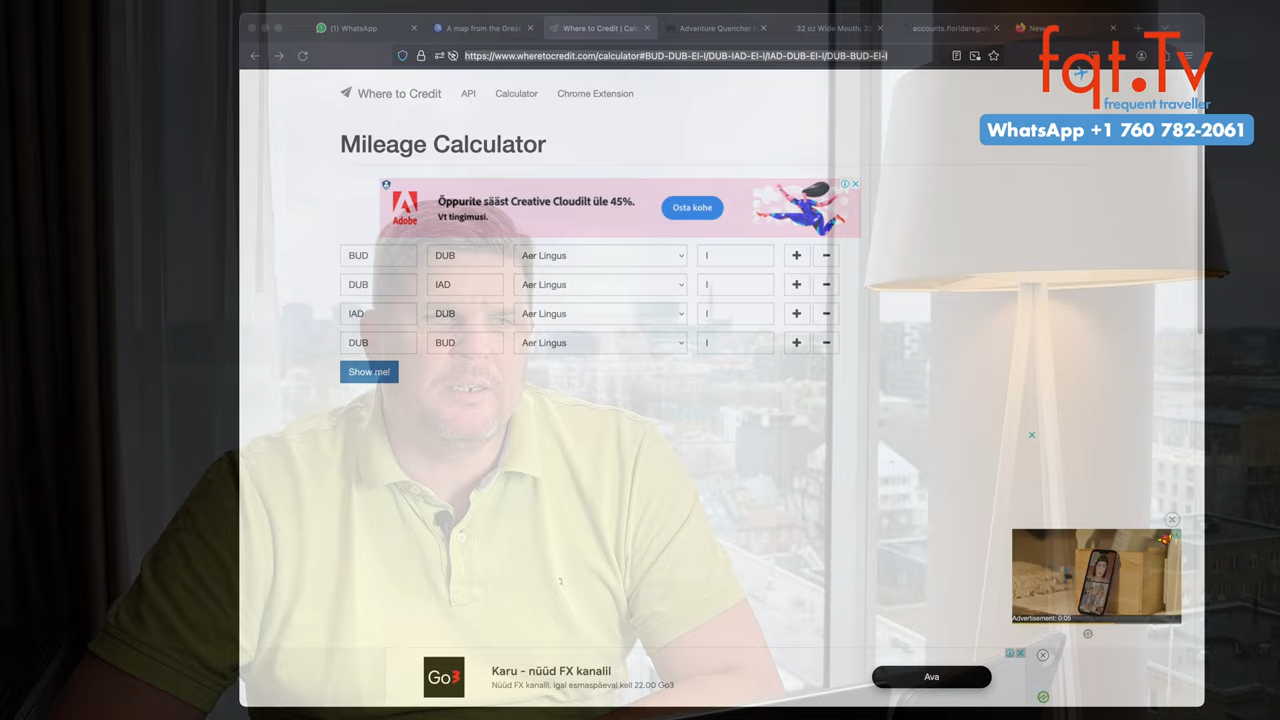 (1) WhatsApp
A map from the Great
Where to Credit | Calc
Adventure Quencher
32 oz Wide Mouth: 3
accounts.floridaregist
New
https://www.wheretocredit.com/calculator#BUD-DUB-EI-I/DUB-IAD-EI-I/IAD-DUB-EI-I/DUB-BUD-EI-I
fqt.Tv
frequent traveller
WhatsApp +1 760 782-2061
Where to Credit
API
Calculator
Chrome Extension
Mileage Calculator
Adobe
Õppurite sääst Creative Cloudilt üle 45%.
Vt tingimusi.
Osta kohe
BUD DUB Aer Lingus I
DUB IAD Aer Lingus I
IAD DUB Aer Lingus I
DUB BUD Aer Lingus I
Show me!
Advertisement: 0:05
Go3
Karu - nüüd FX kanalil
Nüüd FX kanalil, igal esmaspäeval kell 22.00 Go3
Ava